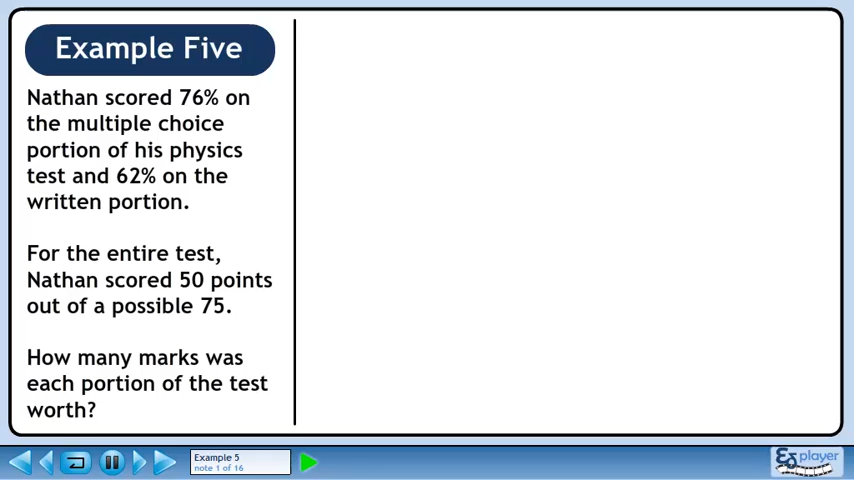 Example Five
Nathan scored 76% on
the multiple choice
portion of his physics
test and 62% on the
written portion.
For the entire test,
Nathan scored 50 points
out of a possible 75.
How many marks was
each portion of the test
worth?
Example 5
note 1 of 16
EZ player